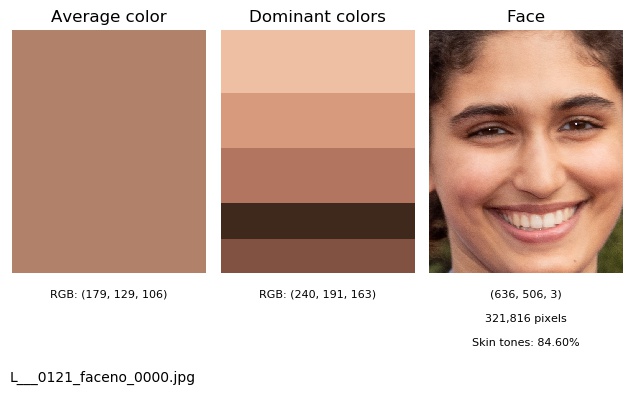 Average color
Dominant colors
Face
RGB: (179, 129, 106)
RGB: (240, 191, 163)
(636, 506, 3)
321,816 pixels
Skin tones: 84.60%
L___0121_faceno_0000.jpg